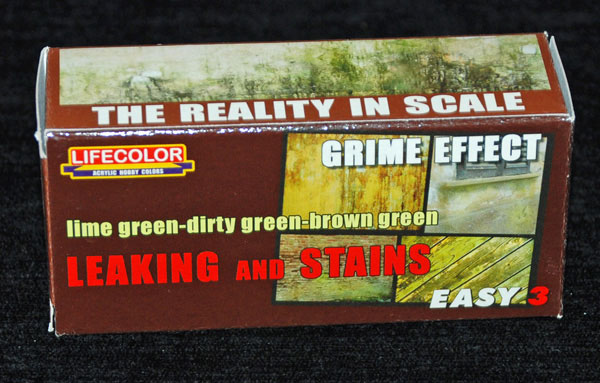 THE REALITY IN SCALE
LIFECOLOR
ACRYLIC HOBBY COLORS
GRIME EFFECT
lime green-dirty green-brown green
LEAKING AND STAINS
EASY 3